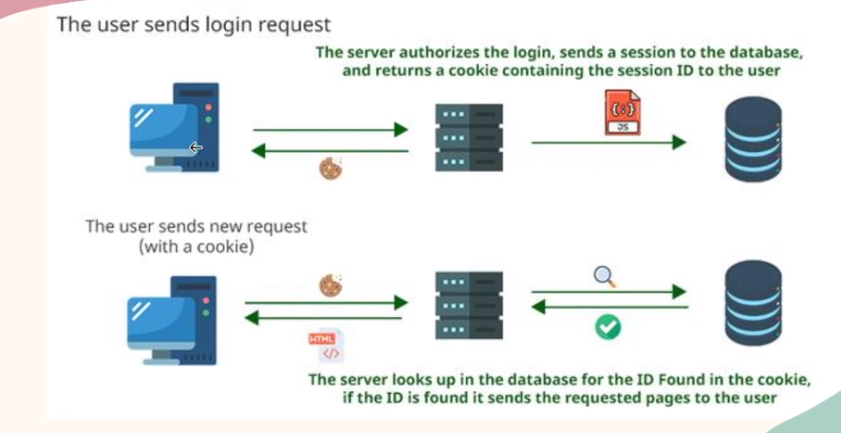 The user sends login request
The server authorizes the login, sends a session to the database,
and returns a cookie containing the session ID to the user
{:}
JS
The user sends new request
(with a cookie)
HTML
</>
The server looks up in the database for the ID Found in the cookie,
if the ID is found it sends the requested pages to the user